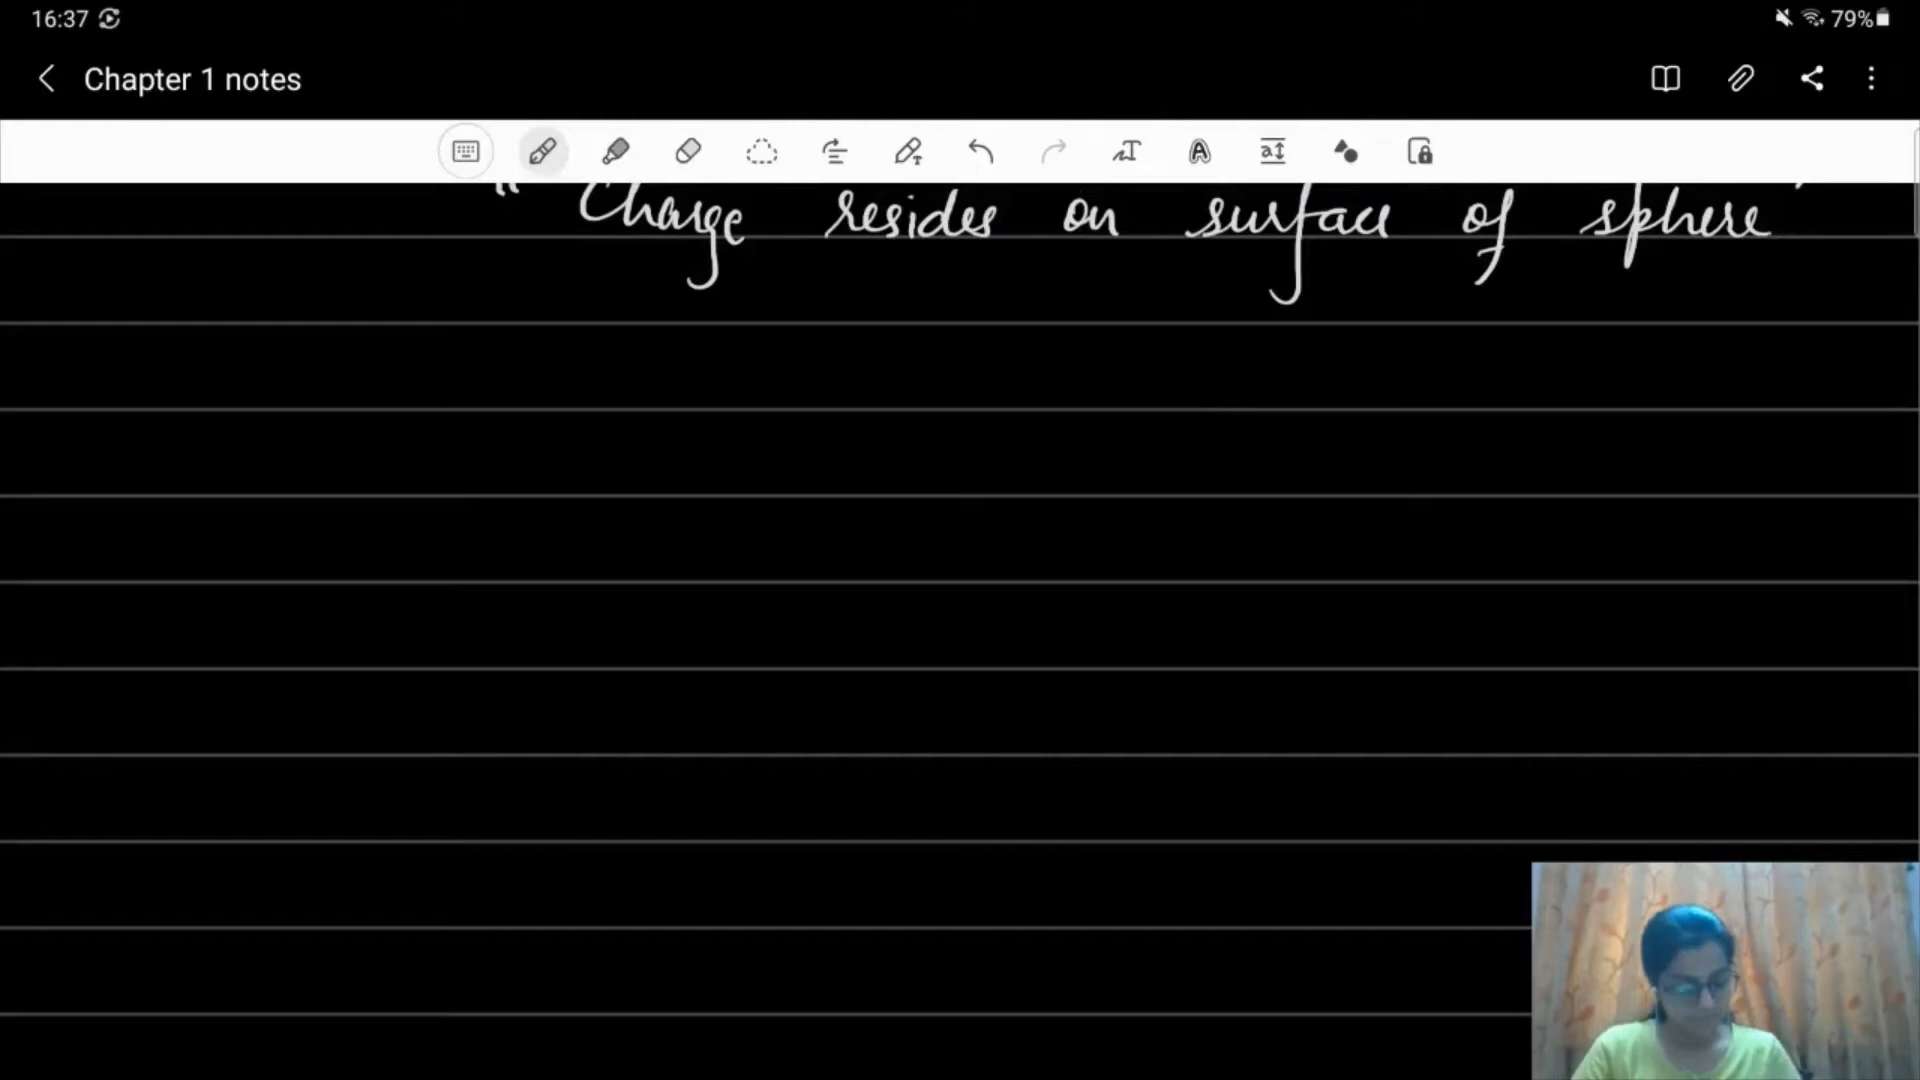 16:37 79%
Chapter 1 notes
"Charge resides on surface of sphere"